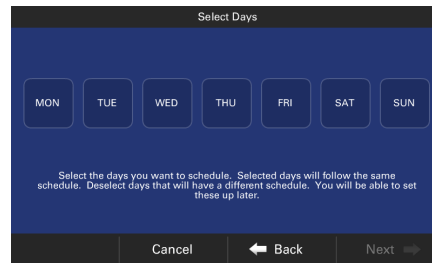 Select Days
MON TUE WED THU FRI SAT SUN
Select the days you want to schedule. Selected days will follow the same
schedule. Deselect days that will have a different schedule. You will be able to set
these up later.
Cancel Back Next